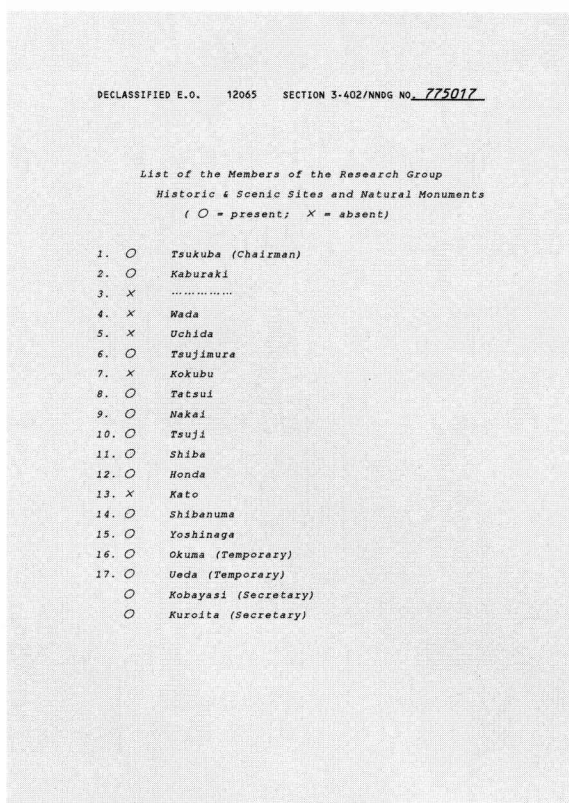 DECLASSIFIED E.O. 12065 SECTION 3-402/NNDG NO. 775017
List of the Members of the Research Group
Historic & Scenic Sites and Natural Monuments
( ○ = present; × = absent)
1. ○ Tsukuba (Chairman)
2. ○ Kaburaki
3. × ……………
4. × Wada
5. × Uchida
6. ○ Tsujimura
7. × Kokubu
8. ○ Tatsui
9. ○ Nakai
10. ○ Tsuji
11. ○ Shiba
12. ○ Honda
13. × Kato
14. ○ Shibanuma
15. ○ Yoshinaga
16. ○ Okuma (Temporary)
17. ○ Ueda (Temporary)
○ Kobayasi (Secretary)
○ Kuroita (Secretary)